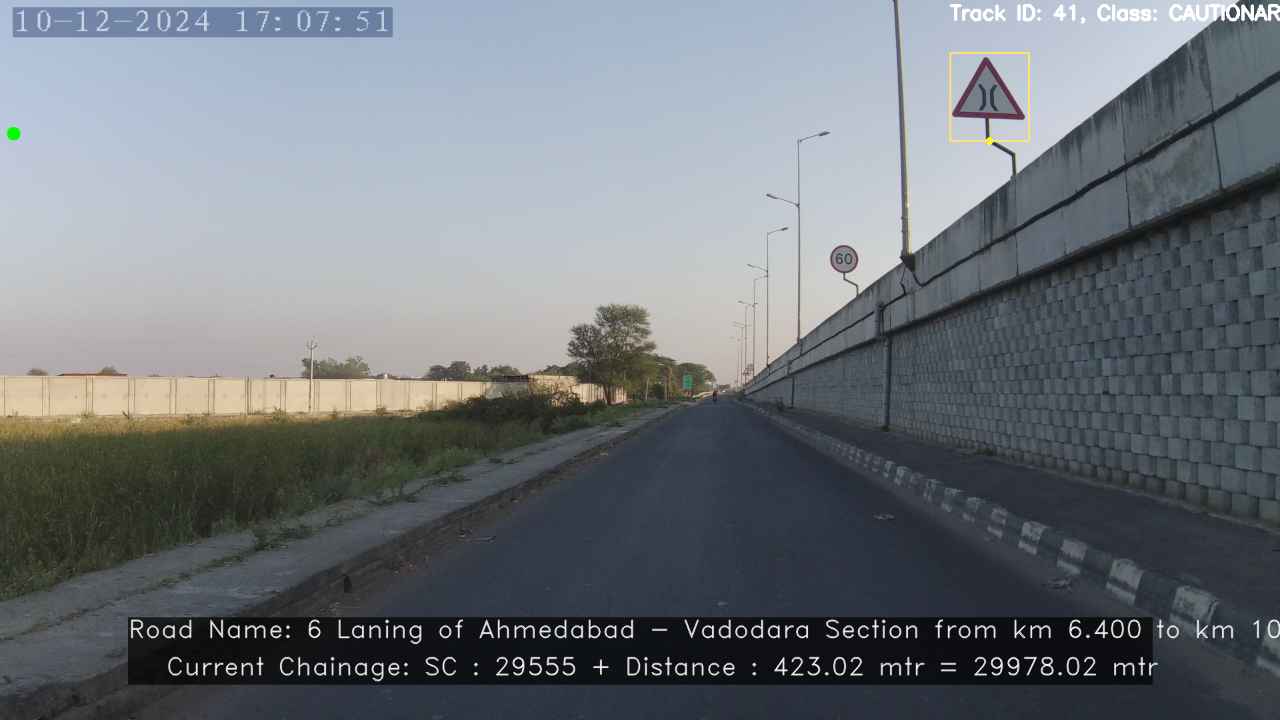 10-12-2024 17:07:51
Track ID: 41, Class: CAUTIONAR
60
Road Name: 6 Laning of Ahmedabad - Vadodara Section from km 6.400 to km 10
Current Chainage: SC : 29555 + Distance : 423.02 mtr = 29978.02 mtr